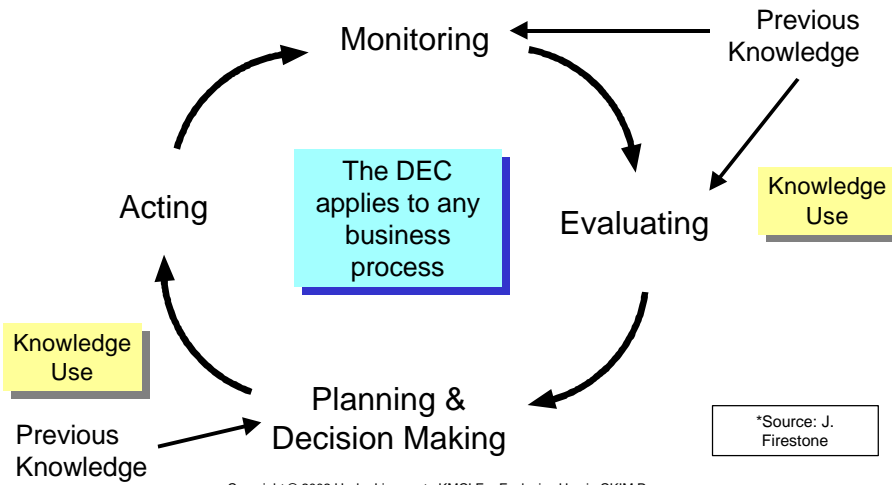 Previous
Knowledge
Monitoring
The DEC
applies to any
business
process
Acting
Evaluating
Knowledge
Use
Knowledge
Use
Planning &
Decision Making
Previous
Knowledge
*Source: J.
Firestone